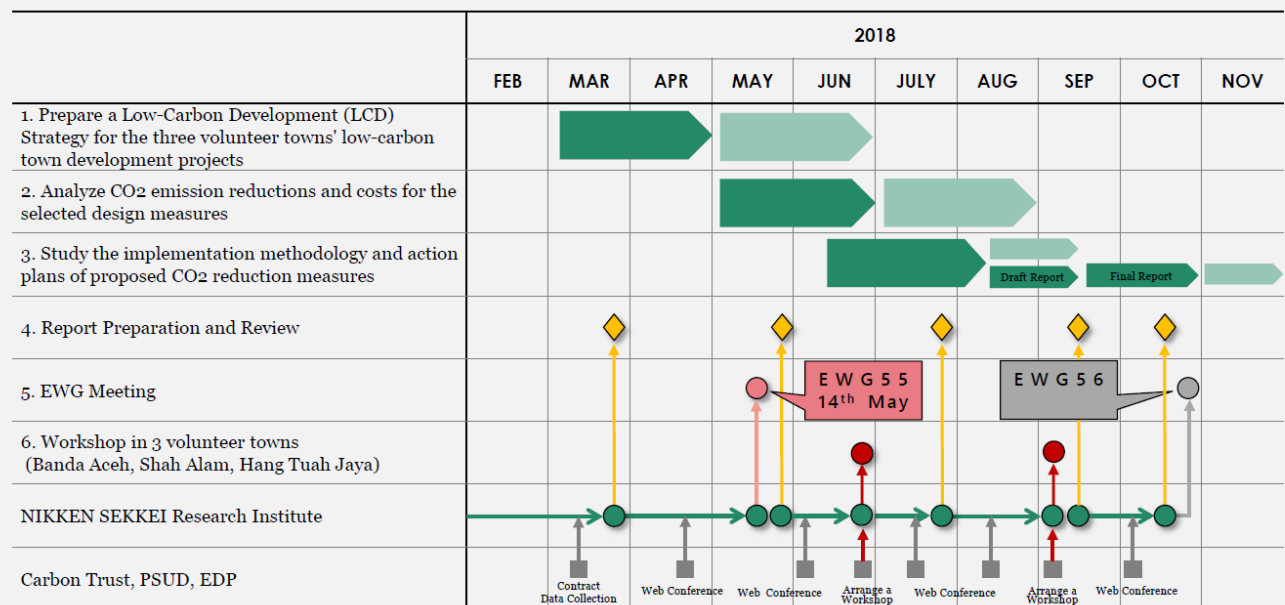 2018
FEB MAR APR MAY JUN JULY AUG SEP OCT NOV
1. Prepare a Low-Carbon Development (LCD)
Strategy for the three volunteer towns' low-carbon
town development projects
2. Analyze CO2 emission reductions and costs for the
selected design measures
3. Study the implementation methodology and action
plans of proposed CO2 reduction measures
Draft Report
Final Report
4. Report Preparation and Review
5. EWG Meeting
EWG55
14th May
EWG56
6. Workshop in 3 volunteer towns
(Banda Aceh, Shah Alam, Hang Tuah Jaya)
NIKKEN SEKKEI Research Institute
Carbon Trust, PSUD, EDP
Contract
Data Collection
Web Conference
Web Conference
Arrange a
Workshop
Web Conference
Arrange a
Workshop
Web Conference